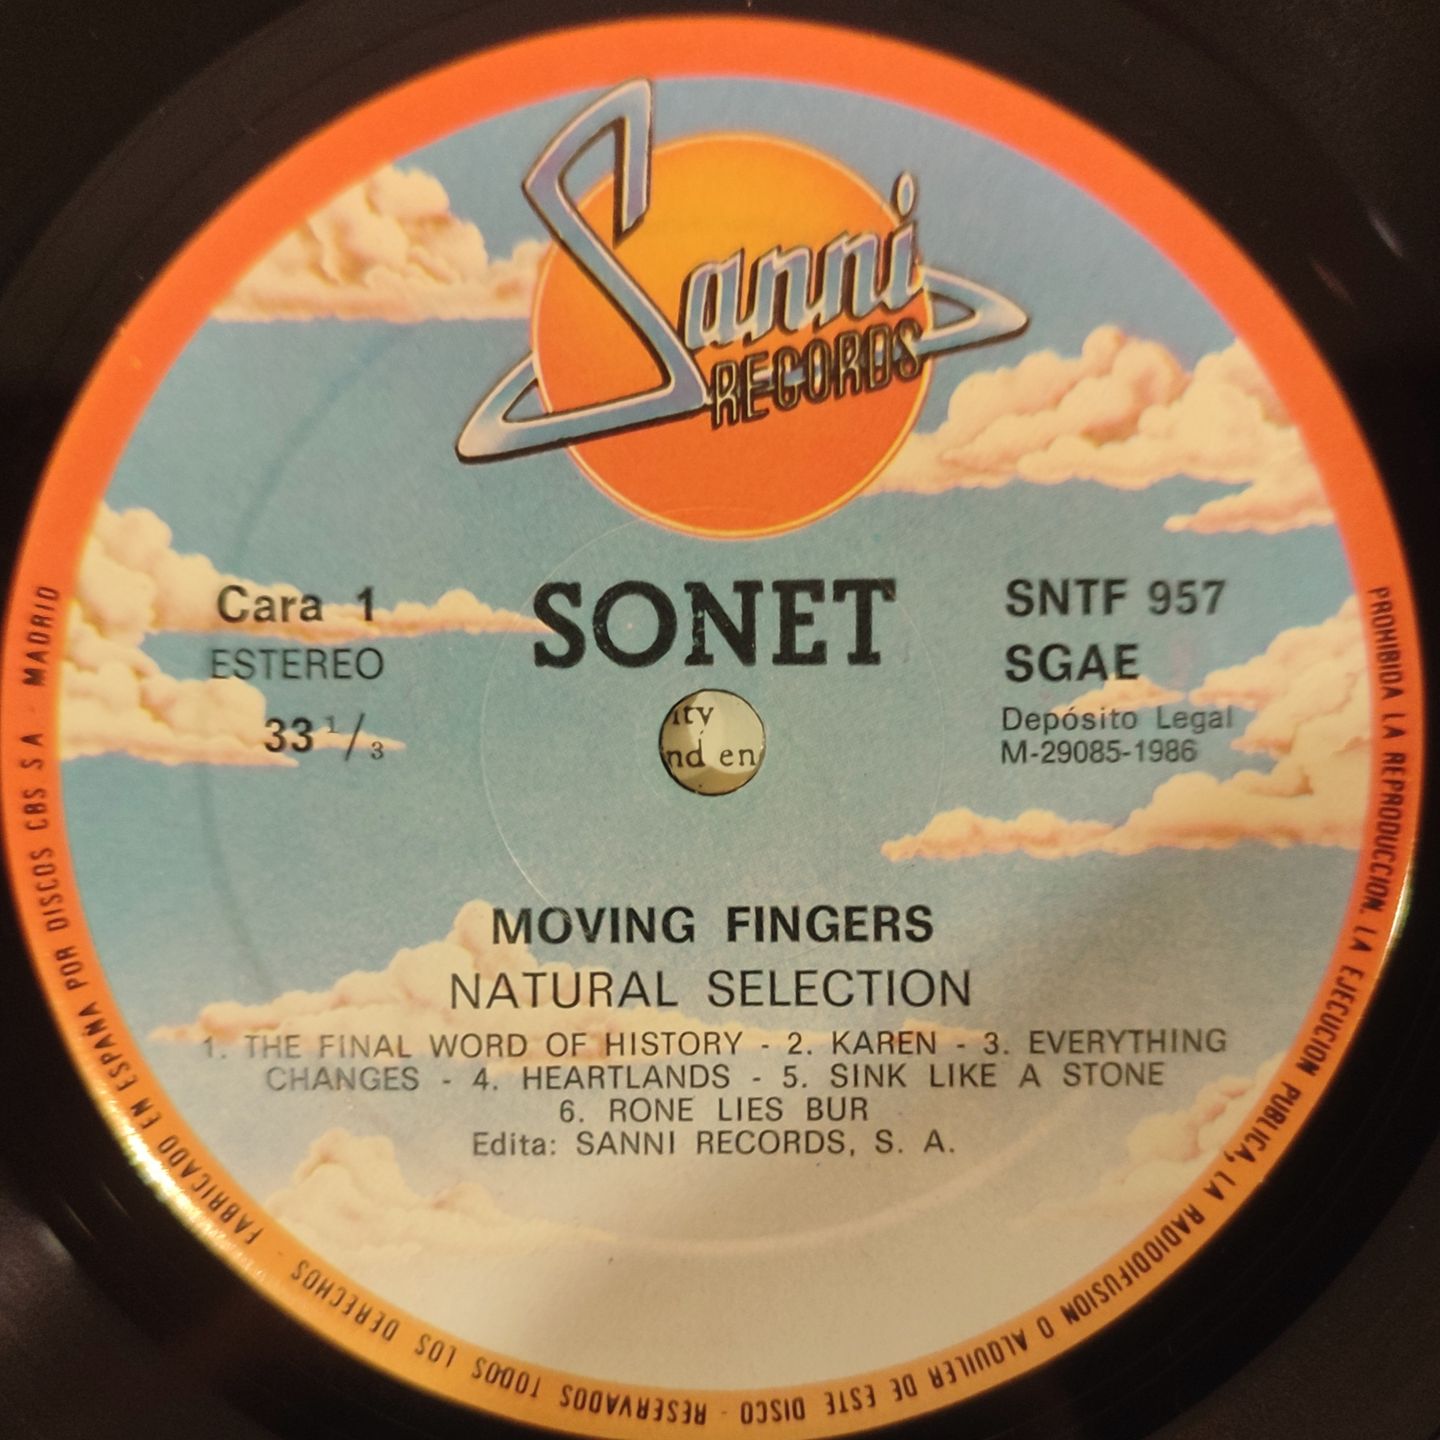 Sanni
RECORDS
Cara 1
ESTEREO
33 1/3
SONET
SNTF 957
SGAE
Depósito Legal
M-29085-1986
ity
nd en
MOVING FINGERS
NATURAL SELECTION
1. THE FINAL WORD OF HISTORY - 2. KAREN - 3. EVERYTHING
CHANGES - 4. HEARTLANDS - 5. SINK LIKE A STONE
6. RONE LIES BUR
Edita: SANNI RECORDS, S. A.
PROHIBIDA LA REPRODUCCION, LA EJECUCION PUBLICA, LA RADIODIFUSION O ALQUILER DE ESTE DISCO - RESERVADOS TODOS LOS DERECHOS - FABRICADO EN ESPAÑA POR DISCOS CBS S A - MADRID